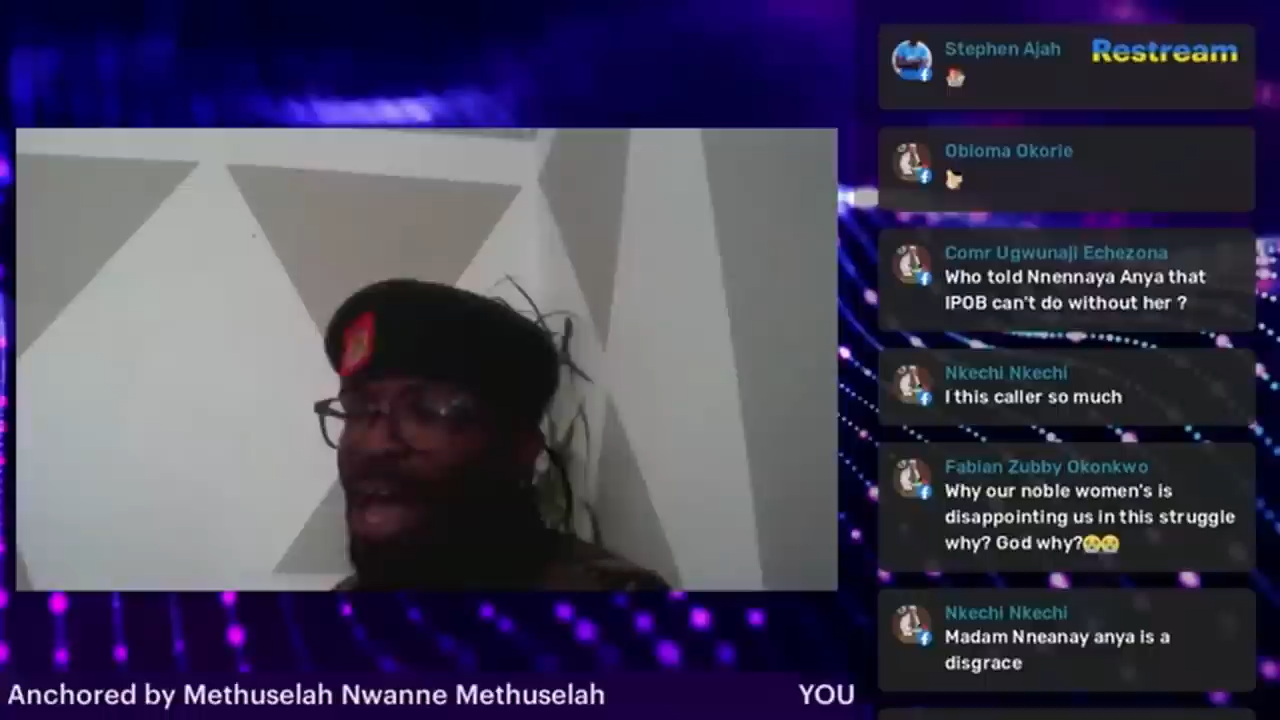 Stephen Ajah
Restream
Obioma Okorie
Comr Ugwunaji Echezona
Who told Nnennaya Anya that
IPOB can't do without her ?
Nkechi Nkechi
I this caller so much
Fabian Zubby Okonkwo
Why our noble women's is
disappointing us in this struggle
why? God why?😭😭
Nkechi Nkechi
Madam Nneanay anya is a
disgrace
Anchored by Methuselah Nwanne Methuselah
YOU